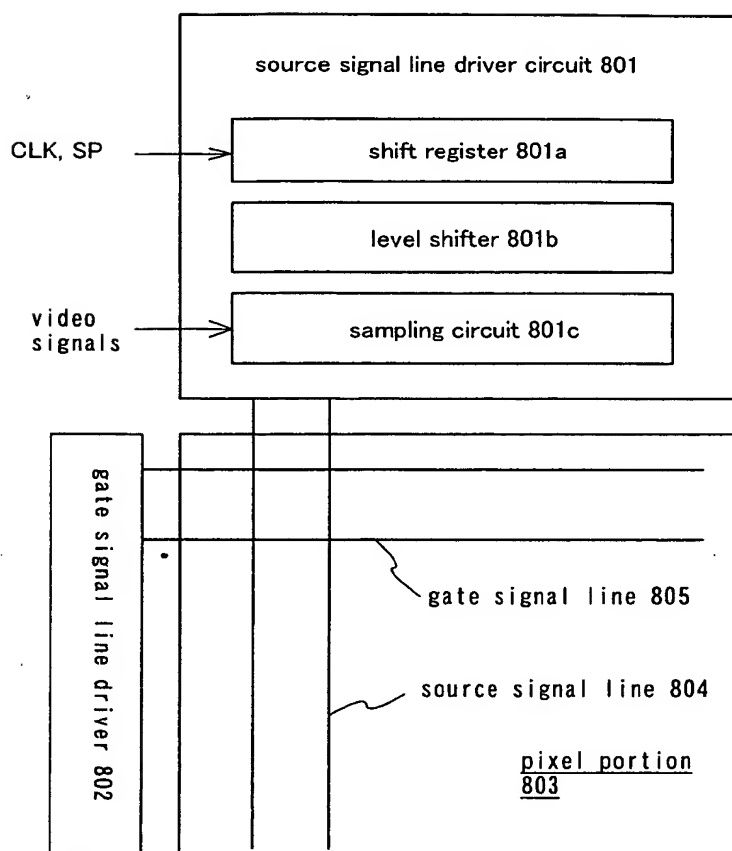 source signal line driver circuit 801
CLK, SP
shift register 801a
level shifter 801b
video
signals
sampling circuit 801c
gate signal line driver 802
gate signal line 805
source signal line 804
pixel portion
803